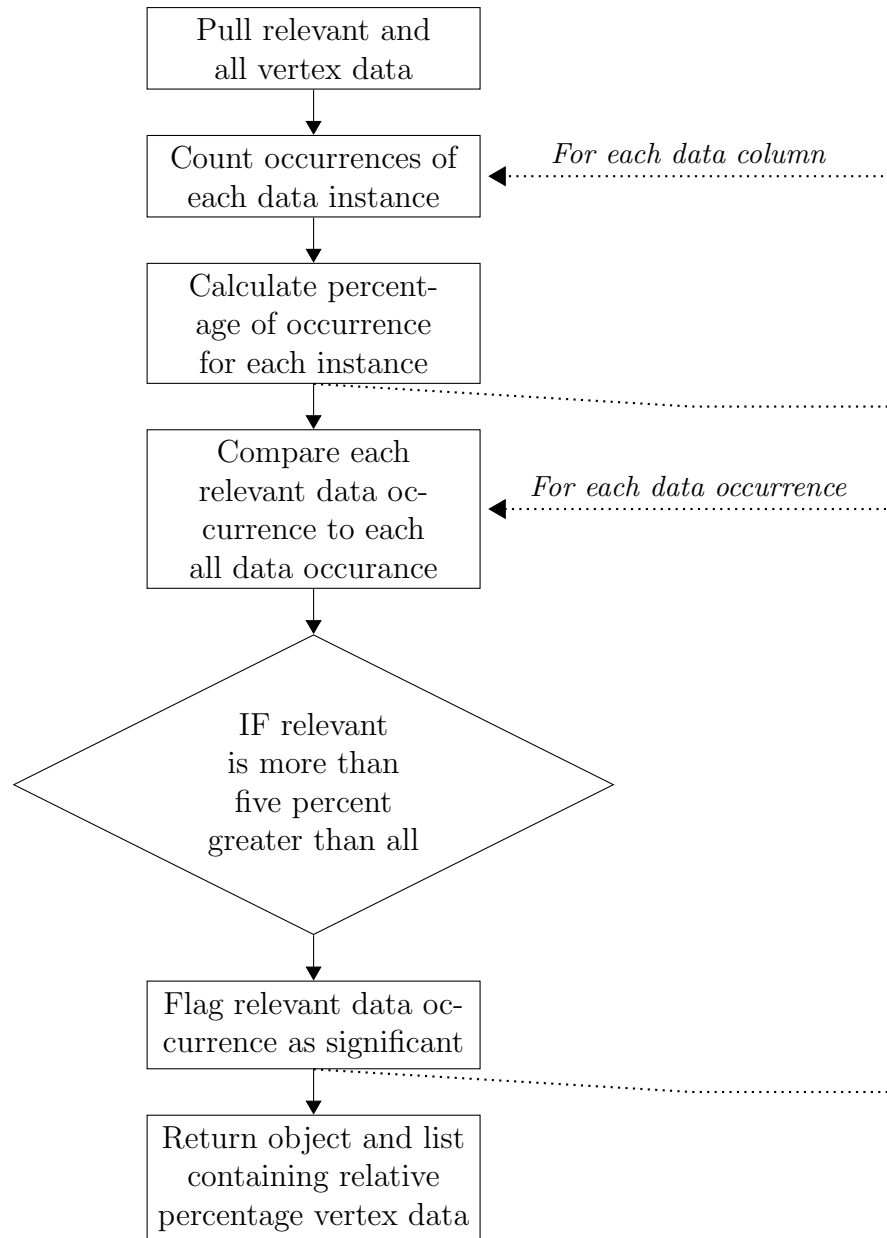 Pull relevant and
all vertex data
Count occurrences of
each data instance
For each data column
Calculate percent-
age of occurrence
for each instance
Compare each
relevant data oc-
currence to each
all data occurance
For each data occurrence
IF relevant
is more than
five percent
greater than all
Flag relevant data oc-
currence as significant
Return object and list
containing relative
percentage vertex data